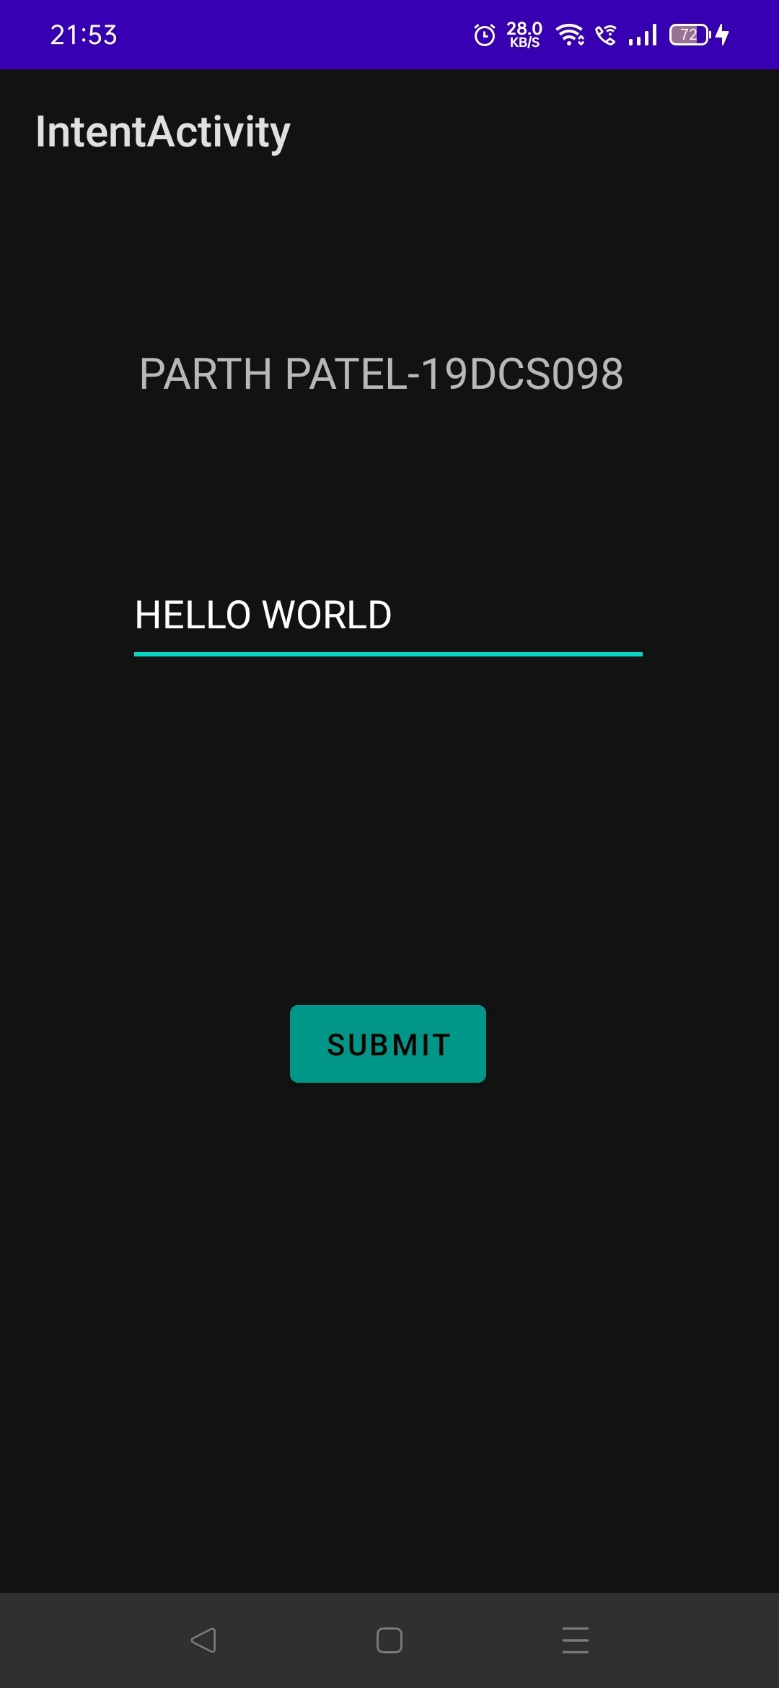 21:53 28.0 KB/S 72
IntentActivity
PARTH PATEL-19DCS098
HELLO WORLD
SUBMIT